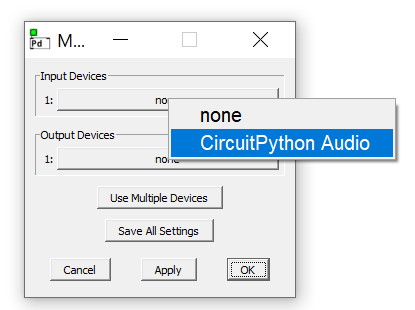 Pd M...
Input Devices
1: no
none
CircuitPython Audio
Output Devices
1: none
Use Multiple Devices
Save All Settings
Cancel Apply OK